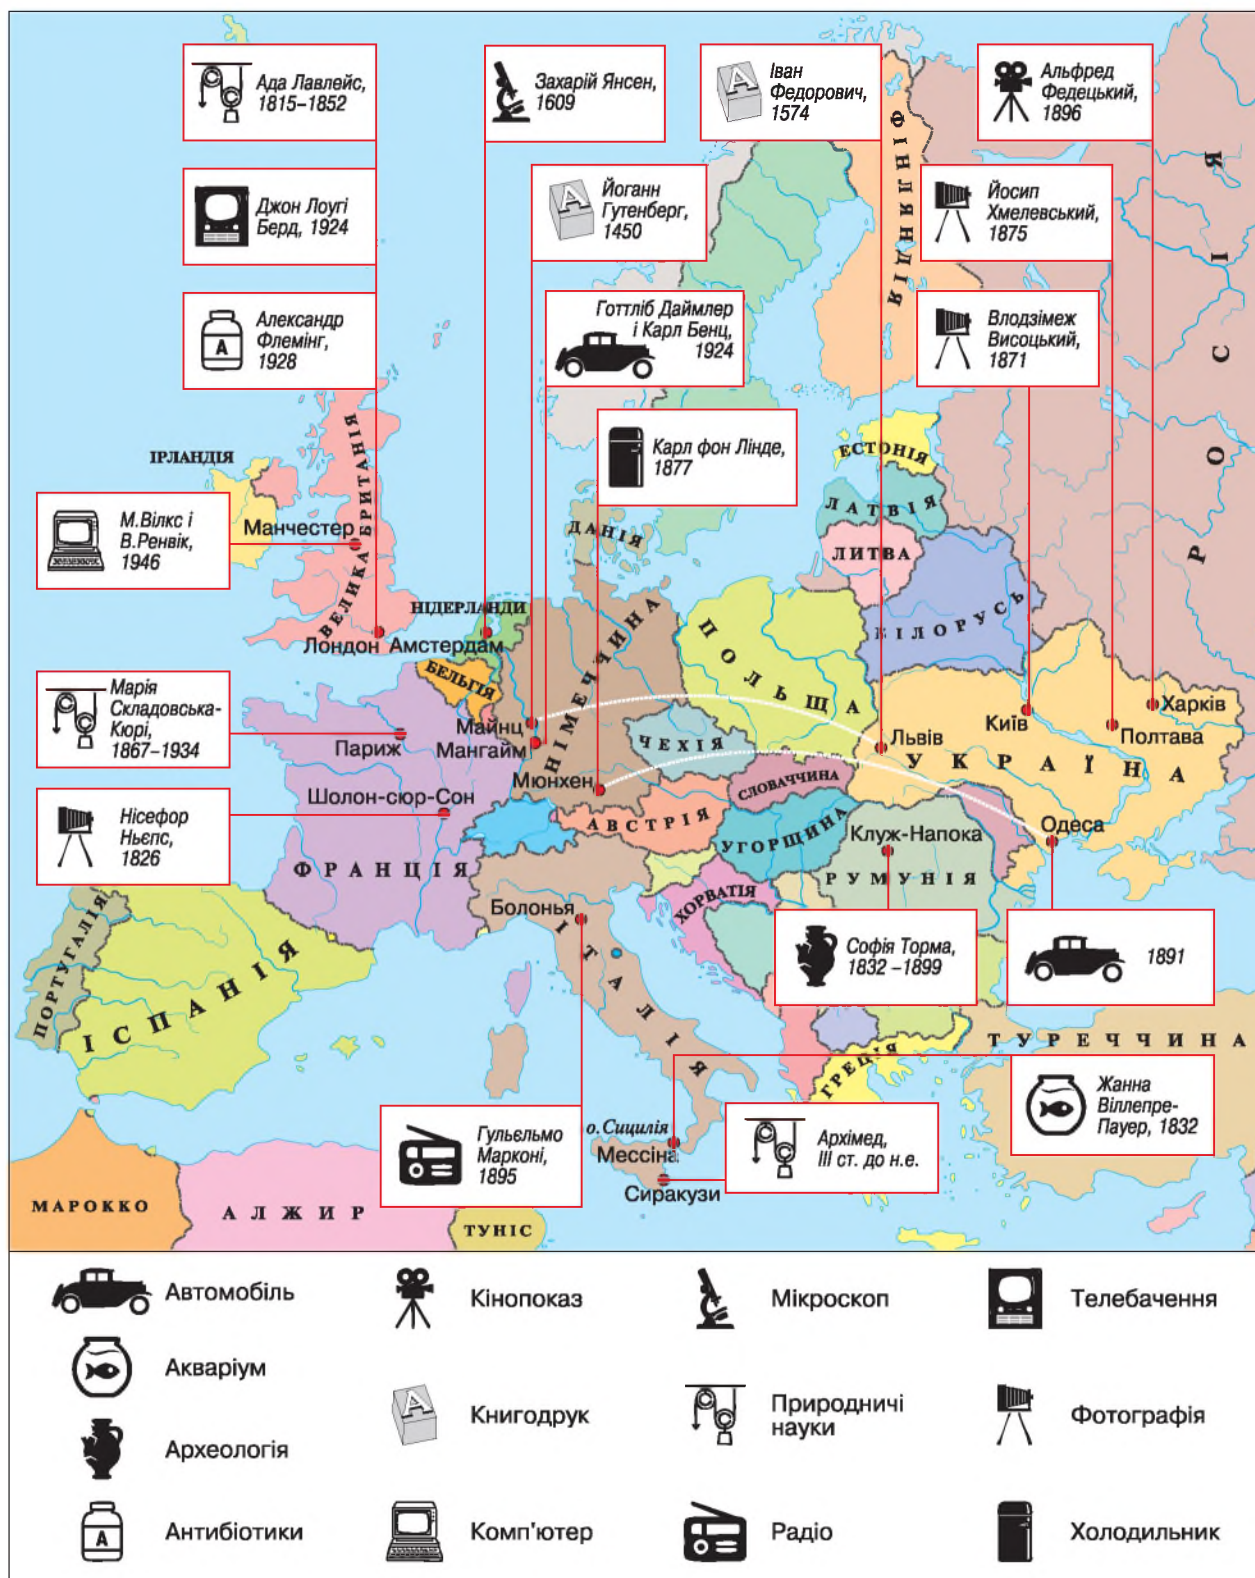 Ада Лавлейс,
1815–1852
Захарій Янсен,
1609
Іван
Федорович,
1574
Альфред
Федецький,
1896
Джон Лоугі
Берд, 1924
Йоганн
Гутенберг,
1450
Йосип
Хмелевський,
1875
Александр
Флемінг,
1928
Готтліб Даймлер
і Карл Бенц,
1924
Влодзімеж
Висоцький,
1871
Карл фон Лінде,
1877
ФІНЛЯНДІЯ
РОСІЯ
ЕСТОНІЯ
ЛАТВІЯ
ЛИТВА
БІЛОРУСЬ
ІРЛАНДІЯ
ВЕЛИКА БРИТАНІЯ
Манчестер
М.Вілкс і
В.Ренвік,
1946
ДАНІЯ
НІДЕРЛАНДИ
Лондон
Амстердам
БЕЛЬГІЯ
НІМЕЧЧИНА
ПОЛЬЩА
Марія
Складовська-
Кюрі,
1867–1934
Париж
Майнц
Мангайм
Мюнхен
ЧЕХІЯ
Львів
Київ
Харків
Полтава
УКРАЇНА
СЛОВАЧЧИНА
Шолон-сюр-Сон
Нісефор
Ньєпс,
1826
АВСТРІЯ
УГОРЩИНА
Клуж-Напока
Одеса
ФРАНЦІЯ
РУМУНІЯ
ХОРВАТІЯ
Болонья
ПОРТУГАЛІЯ
ІСПАНІЯ
ІТАЛІЯ
Софія Торма,
1832 –1899
1891
ТУРЕЧЧИНА
ГРЕЦІЯ
Жанна
Віллепре-
Пауер, 1832
Гульєльмо
Марконі,
1895
о. Сицилія
Мессіна
Сиракузи
Архімед,
ІІІ ст. до н.е.
МАРОККО
АЛЖИР
ТУНІС
Автомобіль
Кінопоказ
Мікроскоп
Телебачення
Акваріум
Книгодрук
Природничі
науки
Фотографія
Археологія
Антибіотики
Комп'ютер
Радіо
Холодильник